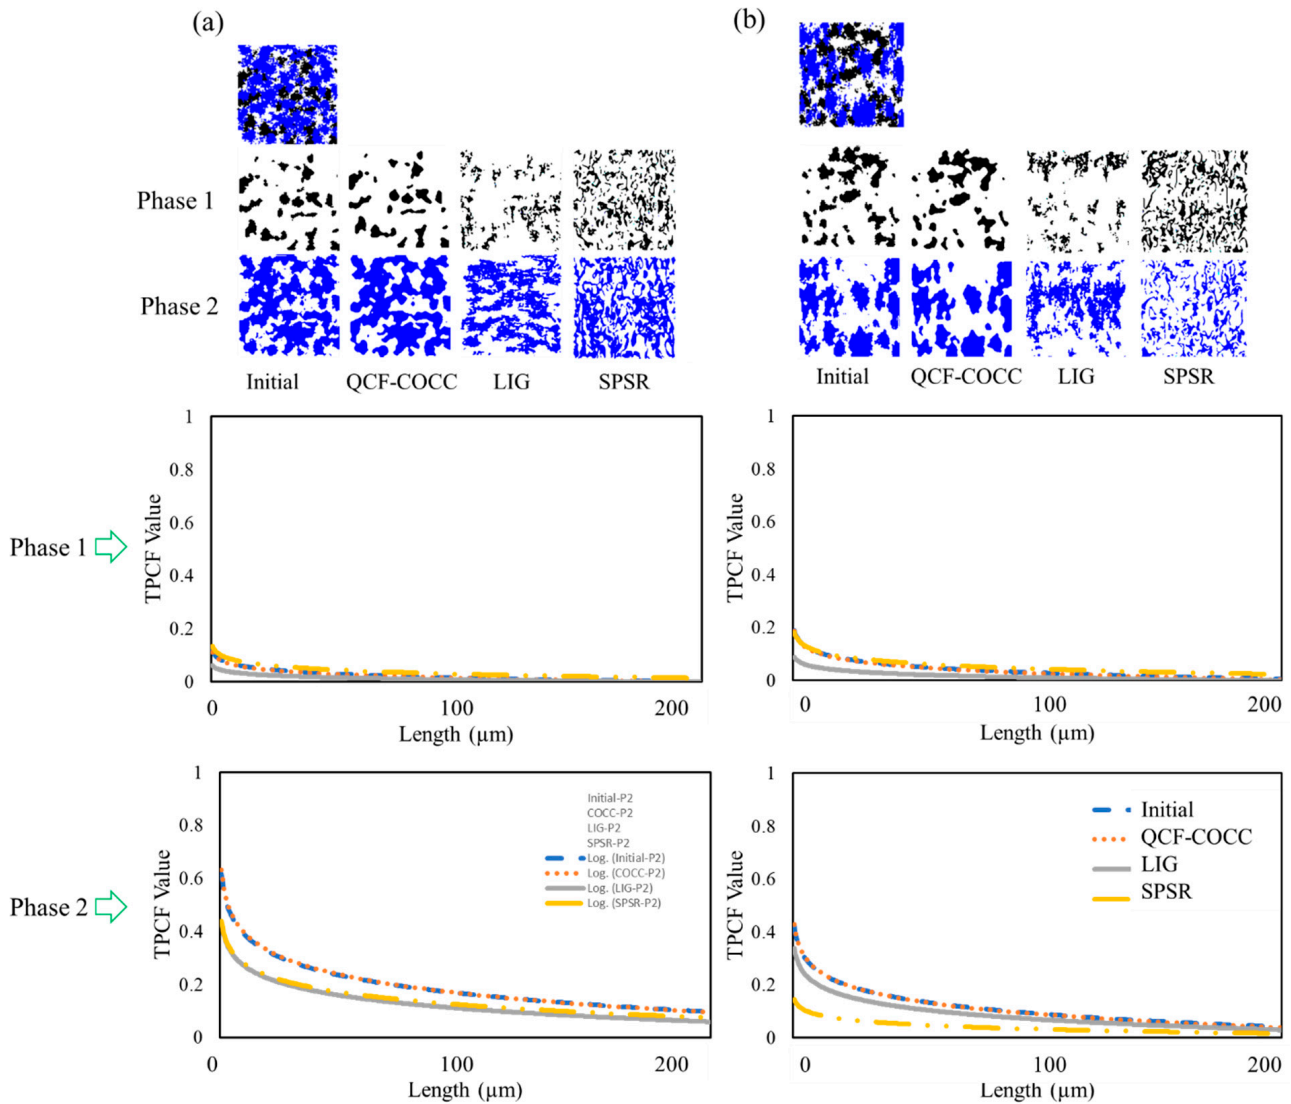 (a)
(b)
Phase 1
Phase 2
Initial QCF-COCC LIG SPSR
Initial QCF-COCC LIG SPSR
Phase 1
TPCF Value
1
0.8
0.6
0.4
0.2
0
0 100 200
Length (µm)
TPCF Value
1
0.8
0.6
0.4
0.2
0
0 100 200
Length (µm)
Phase 2
TPCF Value
1
0.8
0.6
0.4
0.2
0
Initial-P2
COCC-P2
LIG-P2
SPSR-P2
Log. (Initial-P2)
Log. (COCC-P2)
Log. (LIG-P2)
Log. (SPSR-P2)
0 100 200
Length (µm)
TPCF Value
1
0.8
0.6
0.4
0.2
0
Initial
QCF-COCC
LIG
SPSR
0 100 200
Length (µm)